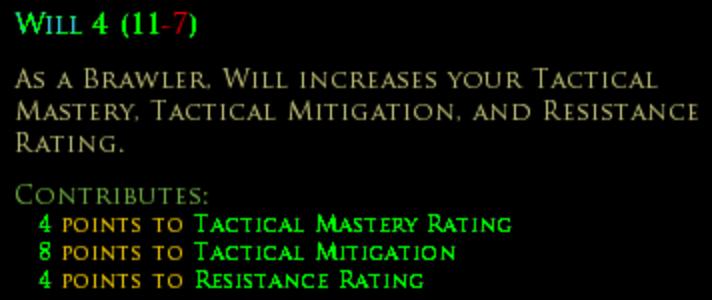 Will 4 (11-7)
As a Brawler, Will increases your Tactical
Mastery, Tactical Mitigation, and Resistance
Rating.
Contributes:
4 points to Tactical Mastery Rating
8 points to Tactical Mitigation
4 points to Resistance Rating